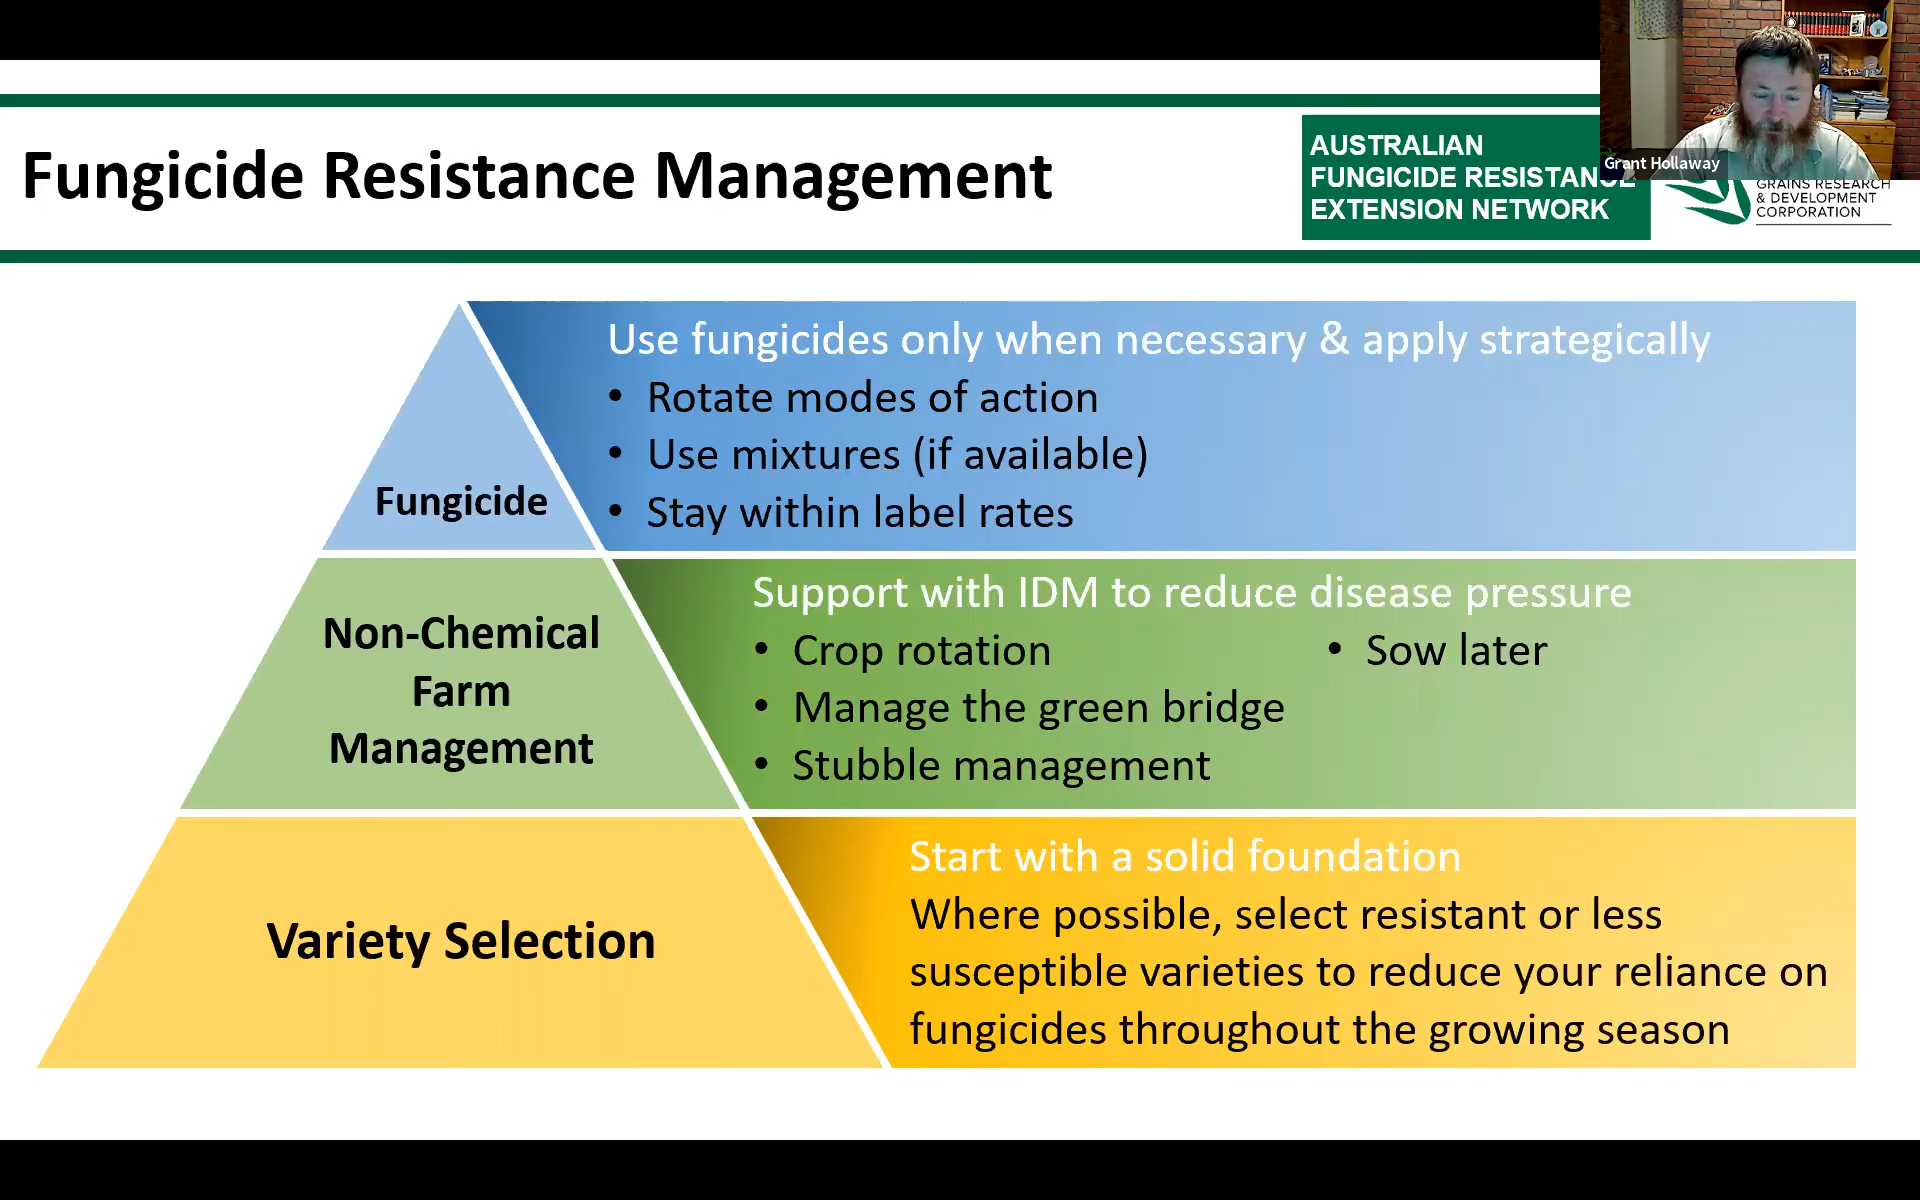 Fungicide Resistance Management
AUSTRALIAN
FUNGICIDE RESISTANCE
EXTENSION NETWORK
Grant Hollaway
GRAINS RESEARCH
& DEVELOPMENT
CORPORATION
Fungicide
Use fungicides only when necessary & apply strategically
• Rotate modes of action
• Use mixtures (if available)
• Stay within label rates
Non-Chemical
Farm
Management
Support with IDM to reduce disease pressure
• Crop rotation
• Manage the green bridge
• Stubble management
• Sow later
Variety Selection
Start with a solid foundation
Where possible, select resistant or less
susceptible varieties to reduce your reliance on
fungicides throughout the growing season